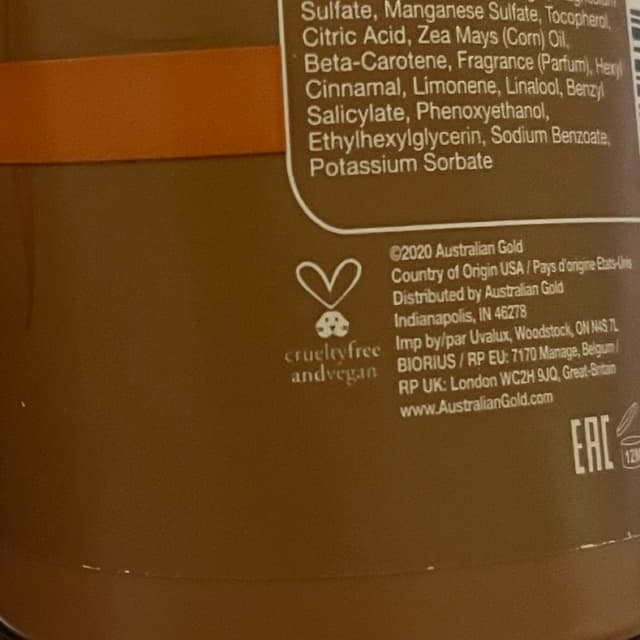 Sulfate, Manganese Sulfate, Tocopherol,
Citric Acid, Zea Mays (Corn) Oil,
Beta-Carotene, Fragrance (Parfum), Hexyl
Cinnamal, Limonene, Linalool, Benzyl
Salicylate, Phenoxyethanol,
Ethylhexylglycerin, Sodium Benzoate,
Potassium Sorbate
©2020 Australian Gold
Country of Origin USA / Pays d'origine États-Unis
Distributed by Australian Gold
Indianapolis, IN 46278
Imp by/par Uvalux, Woodstock, ON N4S 7L
BIORIUS / RP EU: 7170 Manage, Belgium /
RP UK: London WC2H 9JQ, Great-Britain
www.AustralianGold.com
crueltyfree
andvegan
EAC
12M